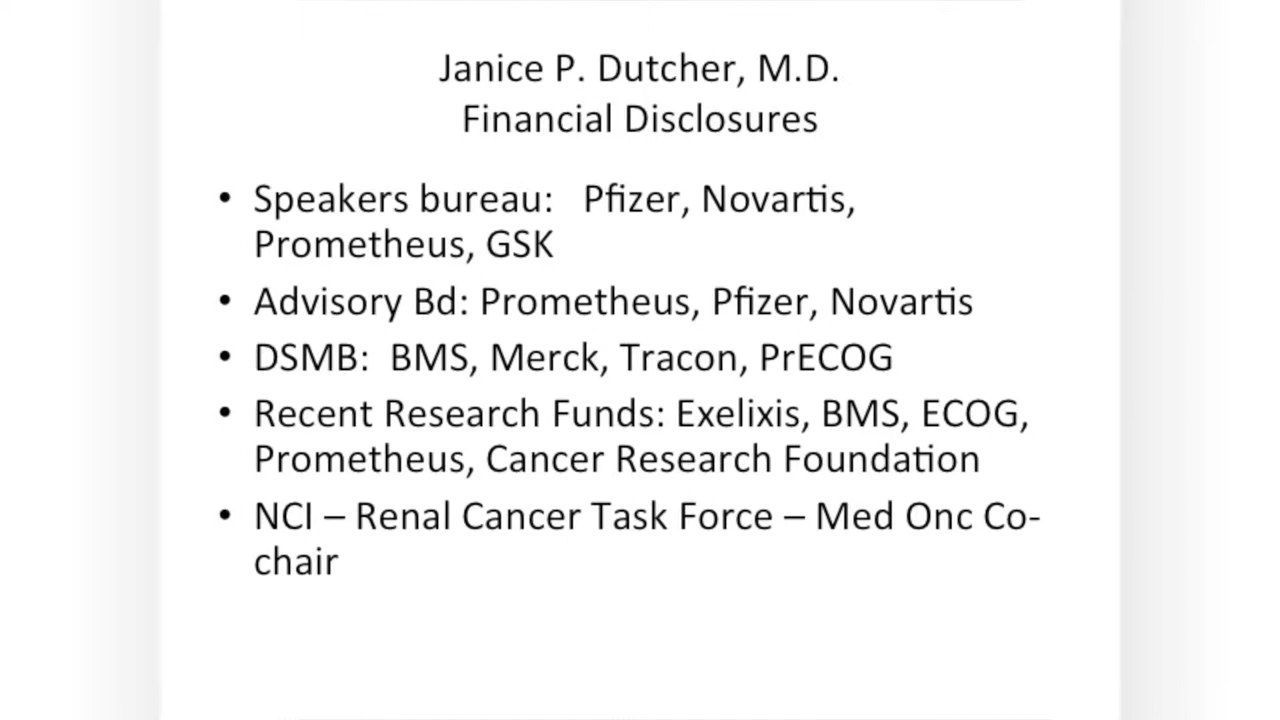 Janice P. Dutcher, M.D.
Financial Disclosures
• Speakers bureau:   Pfizer, Novartis,
Prometheus, GSK
• Advisory Bd: Prometheus, Pfizer, Novartis
• DSMB:  BMS, Merck, Tracon, PrECOG
• Recent Research Funds: Exelixis, BMS, ECOG,
Prometheus, Cancer Research Foundation
• NCI – Renal Cancer Task Force – Med Onc Co-
chair